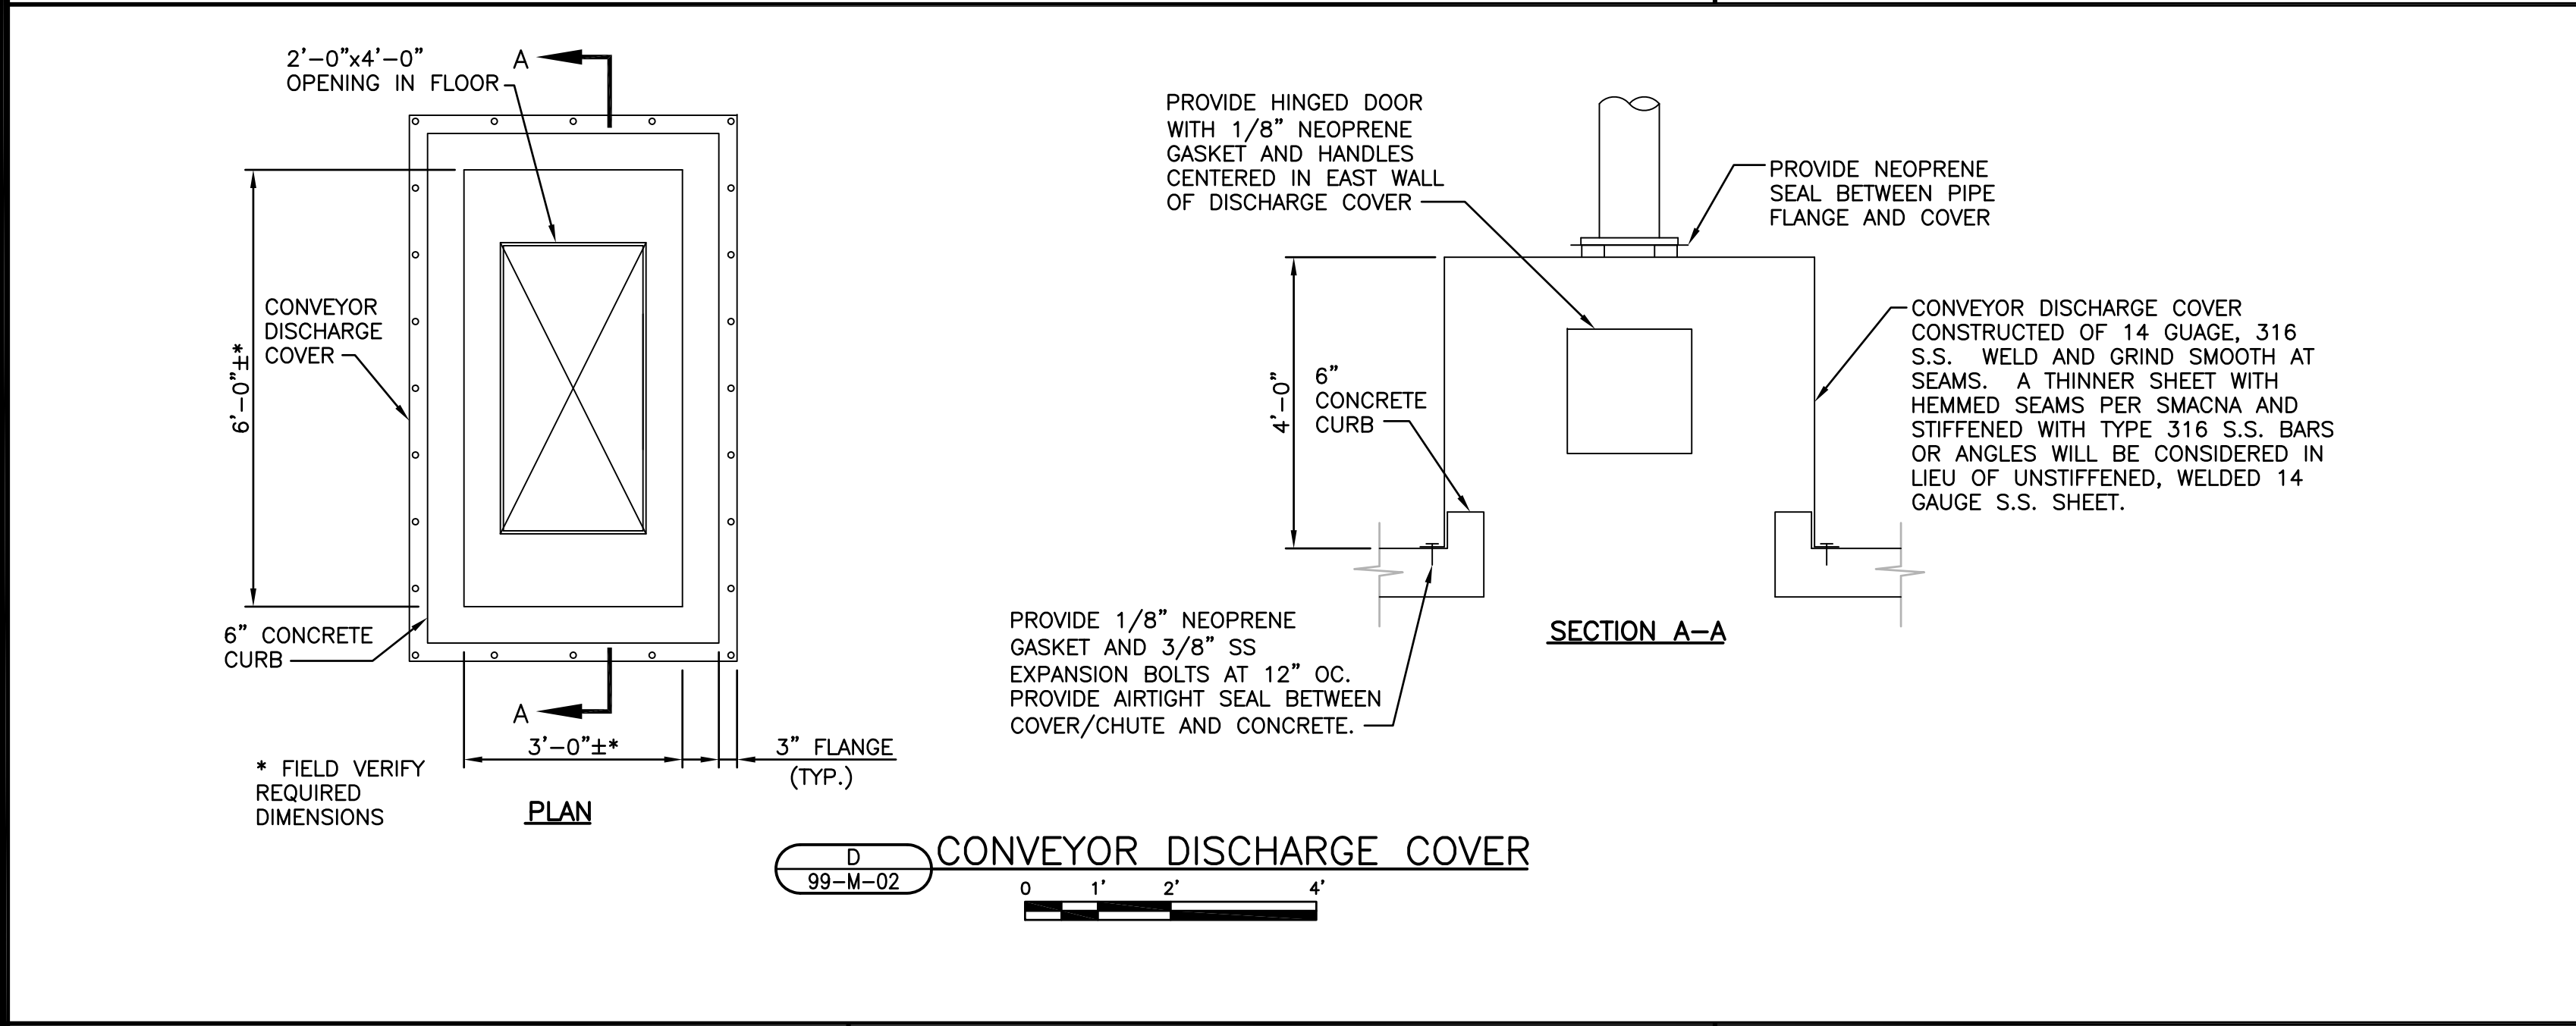 2'-0"x4'-0"
OPENING IN FLOOR
A
CONVEYOR
DISCHARGE
COVER
6'-0"±*
6" CONCRETE
CURB
A
3'-0"±*
3" FLANGE
(TYP.)
* FIELD VERIFY
REQUIRED
DIMENSIONS
PLAN
PROVIDE HINGED DOOR
WITH 1/8" NEOPRENE
GASKET AND HANDLES
CENTERED IN EAST WALL
OF DISCHARGE COVER
PROVIDE NEOPRENE
SEAL BETWEEN PIPE
FLANGE AND COVER
4'-0"
6"
CONCRETE
CURB
CONVEYOR DISCHARGE COVER
CONSTRUCTED OF 14 GUAGE, 316
S.S. WELD AND GRIND SMOOTH AT
SEAMS. A THINNER SHEET WITH
HEMMED SEAMS PER SMACNA AND
STIFFENED WITH TYPE 316 S.S. BARS
OR ANGLES WILL BE CONSIDERED IN
LIEU OF UNSTIFFENED, WELDED 14
GAUGE S.S. SHEET.
PROVIDE 1/8" NEOPRENE
GASKET AND 3/8" SS
EXPANSION BOLTS AT 12" OC.
PROVIDE AIRTIGHT SEAL BETWEEN
COVER/CHUTE AND CONCRETE.
SECTION A-A
D
99-M-02
CONVEYOR DISCHARGE COVER
0 1' 2' 4'